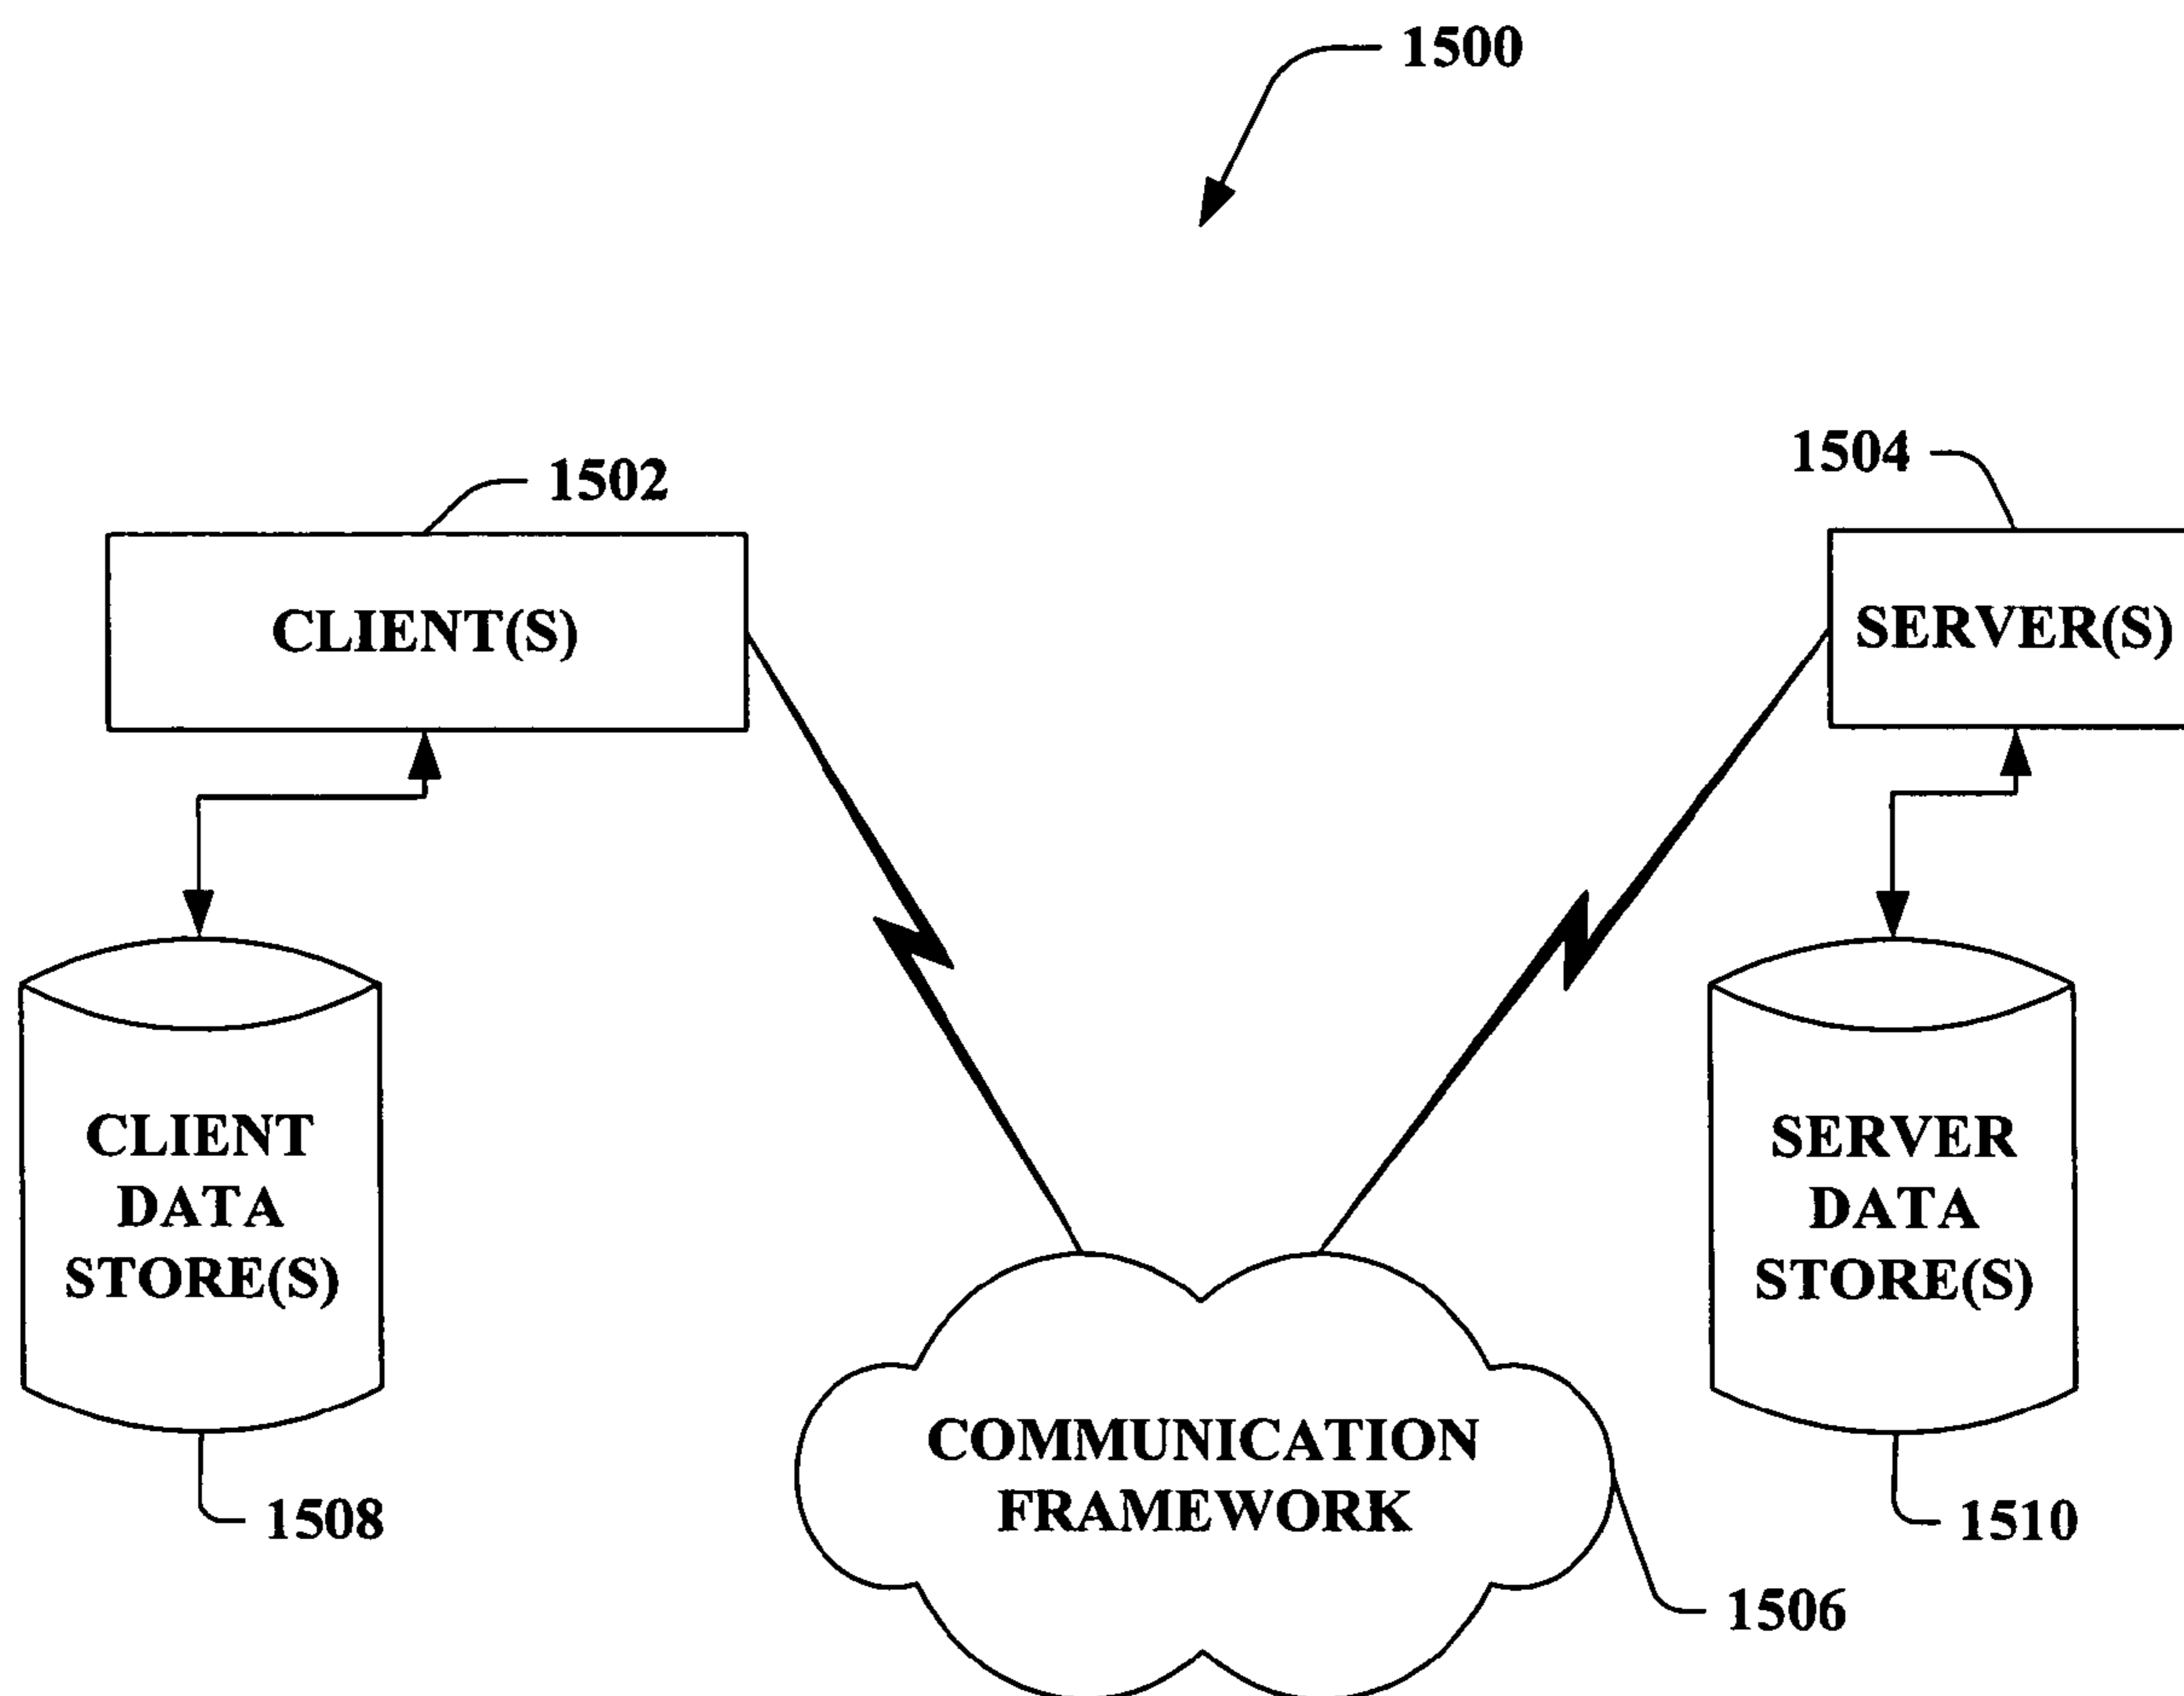 1500
1502
1504
CLIENT(S)
SERVER(S)
CLIENT
DATA
STORE(S)
SERVER
DATA
STORE(S)
COMMUNICATION
FRAMEWORK
1508
1510
1506